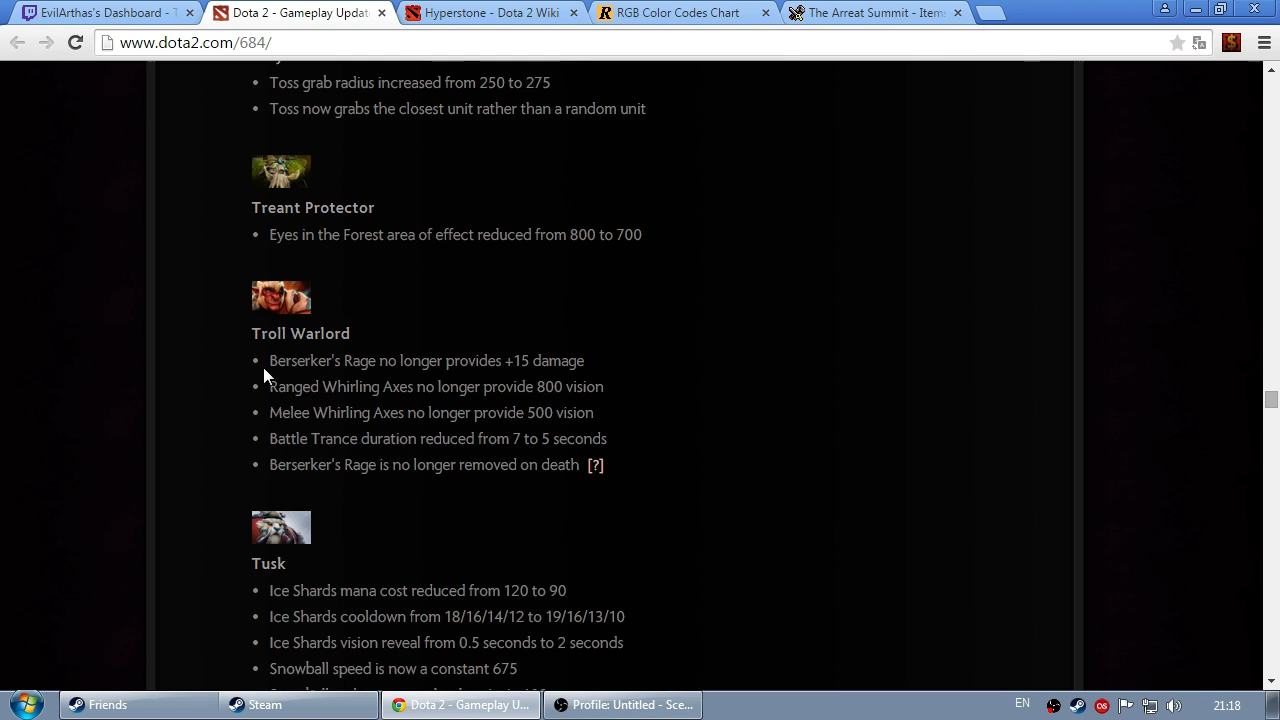 EvilArthas's Dashboard - T
Dota 2 - Gameplay Updat
Hyperstone - Dota 2 Wiki
RGB Color Codes Chart
The Arreat Summit - Item
www.dota2.com/684/
Toss grab radius increased from 250 to 275
Toss now grabs the closest unit rather than a random unit
Treant Protector
Eyes in the Forest area of effect reduced from 800 to 700
Troll Warlord
Berserker's Rage no longer provides +15 damage
Ranged Whirling Axes no longer provide 800 vision
Melee Whirling Axes no longer provide 500 vision
Battle Trance duration reduced from 7 to 5 seconds
Berserker's Rage is no longer removed on death [?]
Tusk
Ice Shards mana cost reduced from 120 to 90
Ice Shards cooldown from 18/16/14/12 to 19/16/13/10
Ice Shards vision reveal from 0.5 seconds to 2 seconds
Snowball speed is now a constant 675
Friends
Steam
Dota 2 - Gameplay U...
Profile: Untitled - Sce...
EN
21:18